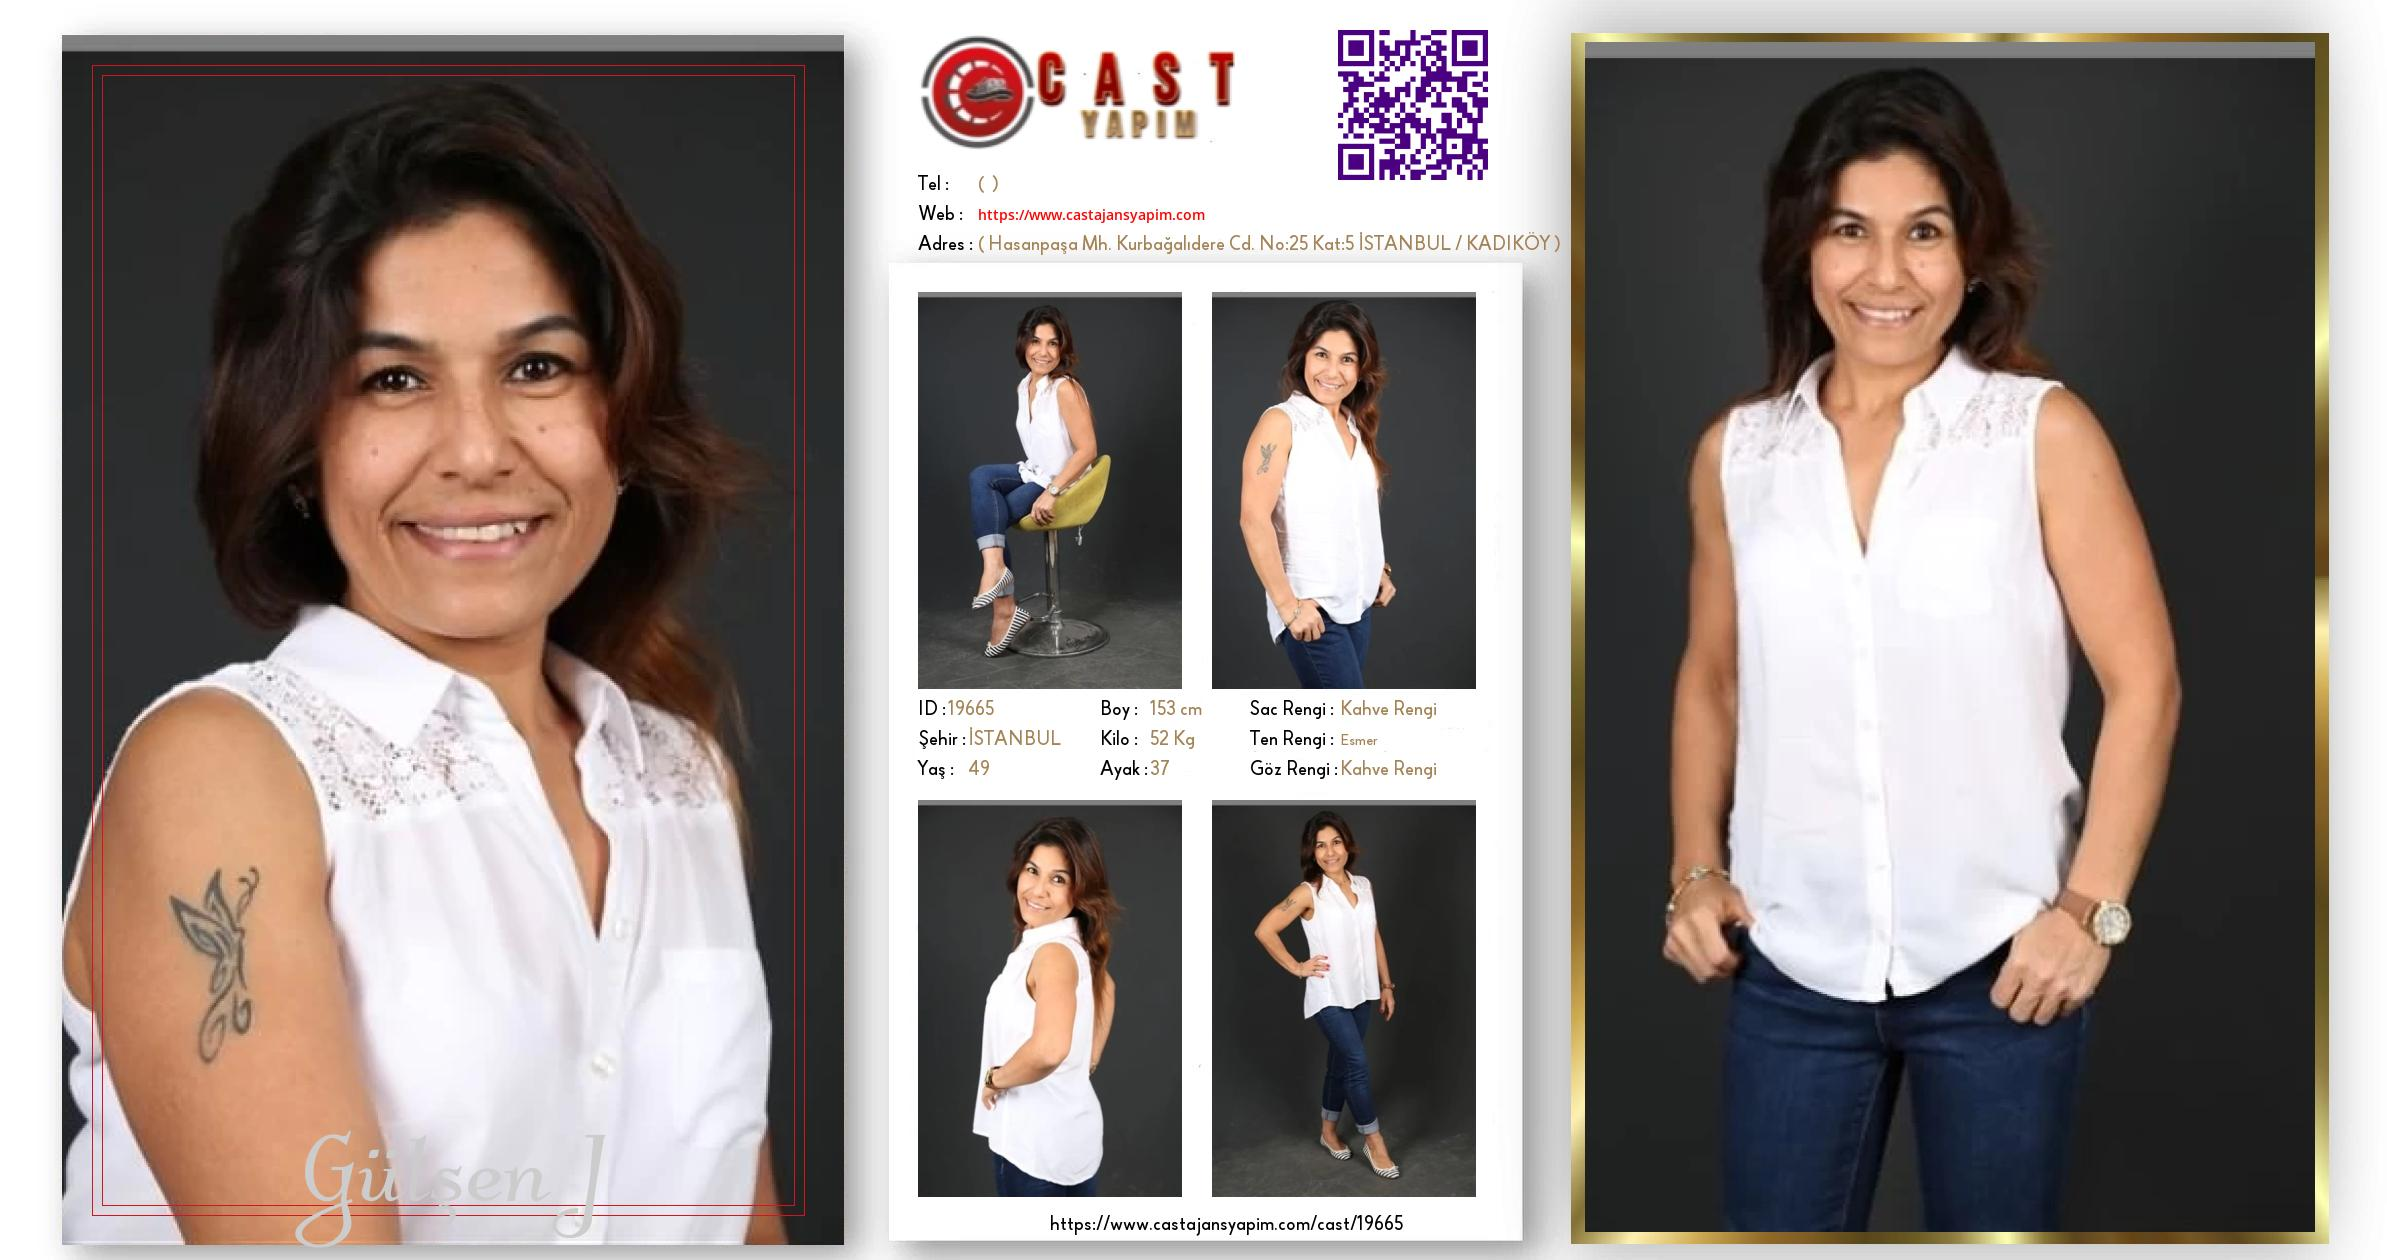 CAST
YAPIM
Tel : ( )
Web : https://www.castajansyapim.com
Adres : ( Hasanpaşa Mh. Kurbağalıdere Cd. No:25 Kat:5 İSTANBUL / KADIKÖY )
ID : 19665 Boy : 153 cm Sac Rengi : Kahve Rengi
Şehir : İSTANBUL Kilo : 52 Kg Ten Rengi : Esmer
Yaş : 49 Ayak : 37 Göz Rengi : Kahve Rengi
Gülşen J
https://www.castajansyapim.com/cast/19665